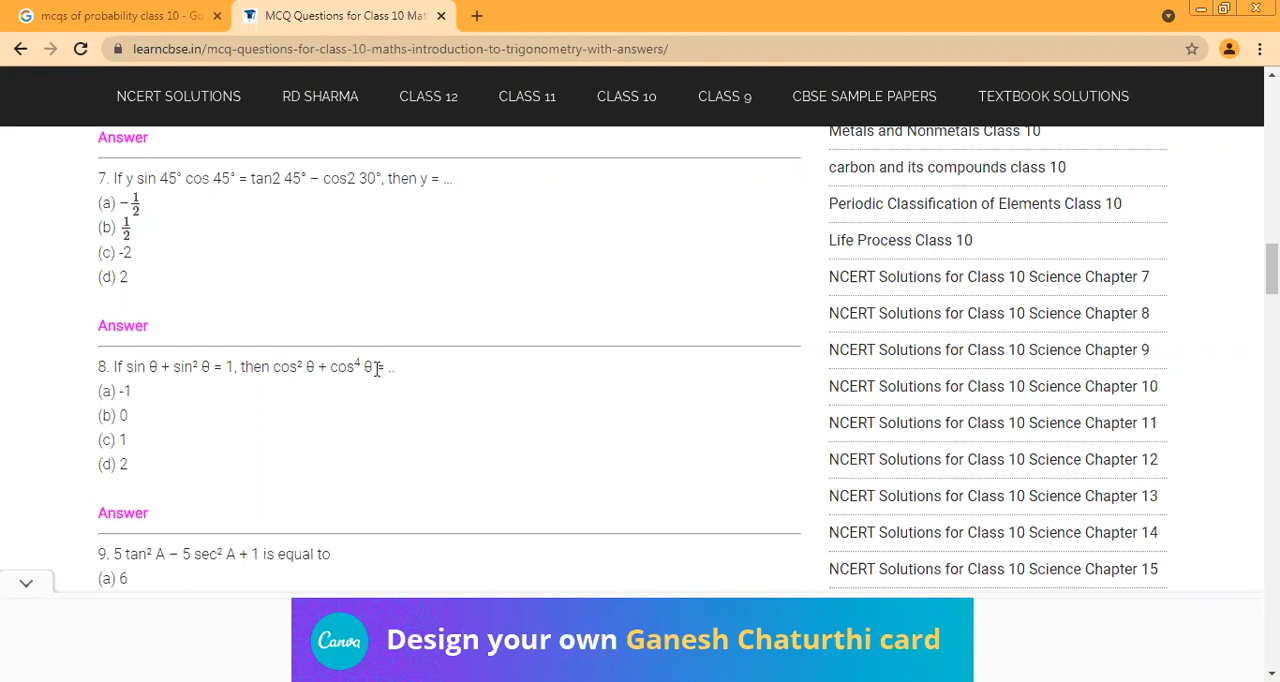 mcqs of probability class 10 - Go
MCQ Questions for Class 10 Mat
learncbse.in/mcq-questions-for-class-10-maths-introduction-to-trigonometry-with-answers/
NCERT SOLUTIONS RD SHARMA CLASS 12 CLASS 11 CLASS 10 CLASS 9 CBSE SAMPLE PAPERS TEXTBOOK SOLUTIONS
Answer
7. If y sin 45° cos 45° = tan2 45° – cos2 30°, then y = …
(a) –1/2
(b) 1/2
(c) -2
(d) 2
Answer
8. If sin θ + sin² θ = 1, then cos² θ + cos⁴ θ = ..
(a) -1
(b) 0
(c) 1
(d) 2
Answer
9. 5 tan² A – 5 sec² A + 1 is equal to
(a) 6
Metals and Nonmetals Class 10
carbon and its compounds class 10
Periodic Classification of Elements Class 10
Life Process Class 10
NCERT Solutions for Class 10 Science Chapter 7
NCERT Solutions for Class 10 Science Chapter 8
NCERT Solutions for Class 10 Science Chapter 9
NCERT Solutions for Class 10 Science Chapter 10
NCERT Solutions for Class 10 Science Chapter 11
NCERT Solutions for Class 10 Science Chapter 12
NCERT Solutions for Class 10 Science Chapter 13
NCERT Solutions for Class 10 Science Chapter 14
NCERT Solutions for Class 10 Science Chapter 15
Canva Design your own Ganesh Chaturthi card